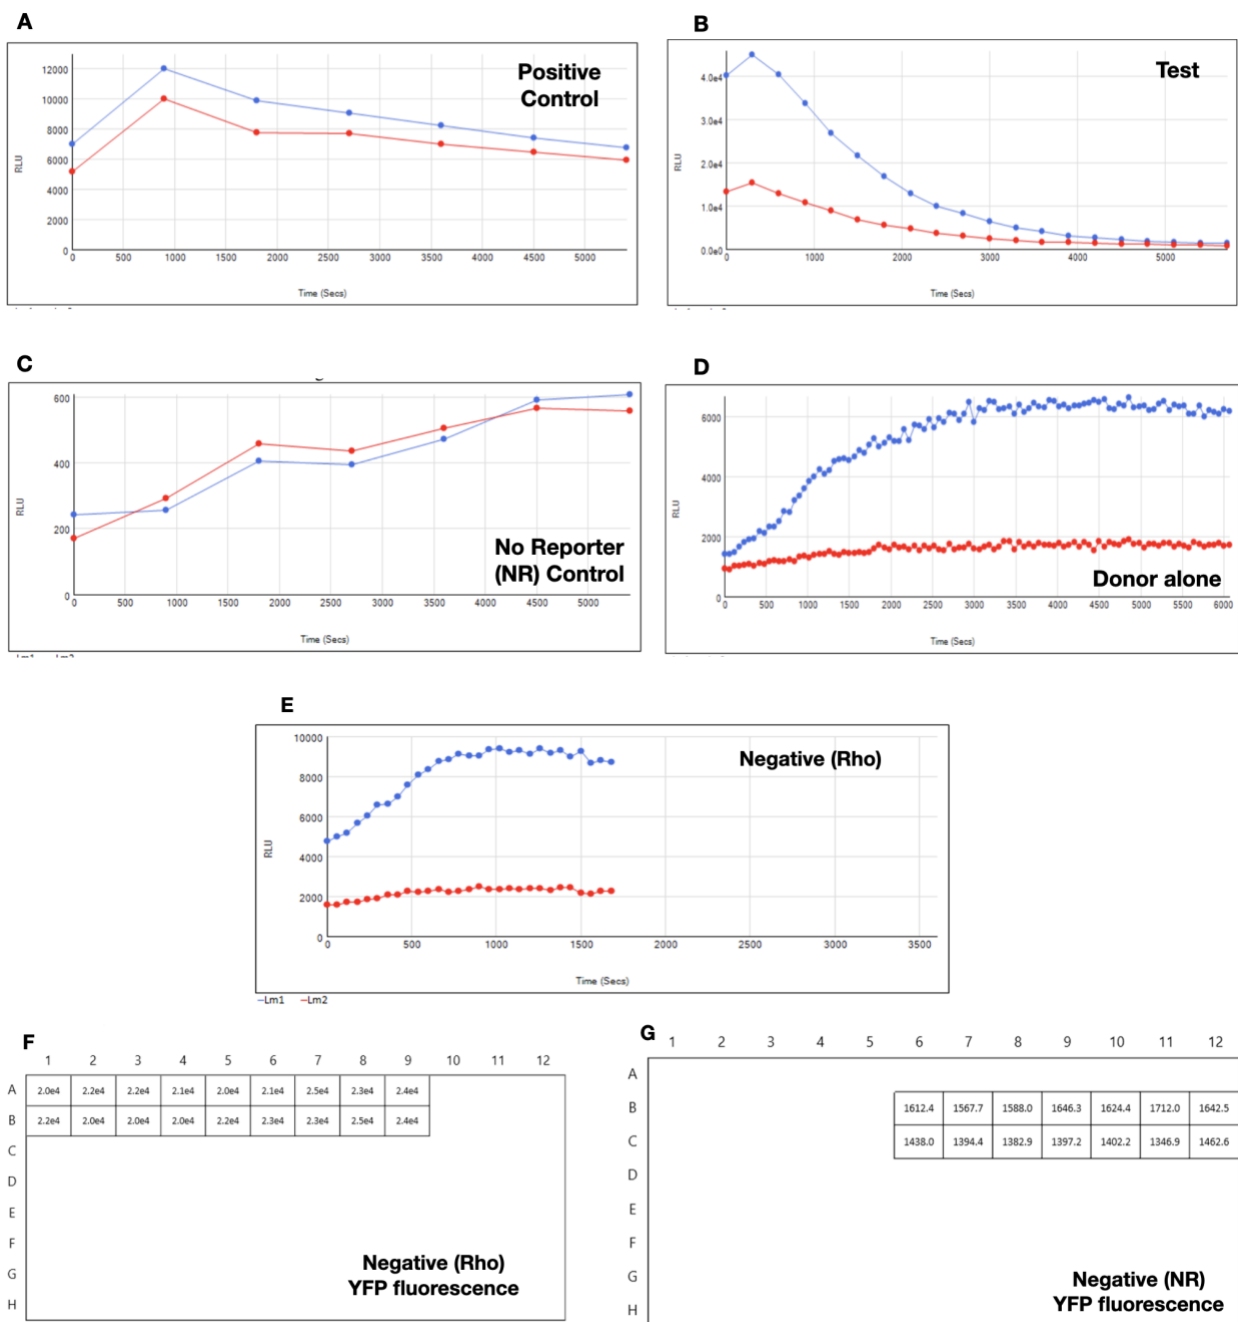 A
Positive
Control
12000
10000
8000
6000
4000
2000
0
RLU
0 500 1000 1500 2000 2500 3000 3500 4000 4500 5000
Time (Secs)
B
Test
4.0e4
3.0e4
2.0e4
1.0e4
0.0e0
RLU
0 1000 2000 3000 4000 5000
Time (Secs)
C
600
400
200
0
RLU
No Reporter
(NR) Control
0 500 1000 1500 2000 2500 3000 3500 4000 4500 5000
Time (Secs)
D
6000
4000
2000
0
RLU
Donor alone
0 500 1000 1500 2000 2500 3000 3500 4000 4500 5000 5500 6000
Time (Secs)
E
Negative (Rho)
10000
8000
6000
4000
2000
0
RLU
0 500 1000 1500 2000 2500 3000 3500
Time (Secs)
Lm1 Lm2
F
1 2 3 4 5 6 7 8 9 10 11 12
A 2.0e4 2.2e4 2.2e4 2.1e4 2.0e4 2.1e4 2.5e4 2.3e4 2.4e4
B 2.2e4 2.0e4 2.0e4 2.0e4 2.2e4 2.3e4 2.3e4 2.5e4 2.4e4
C
D
E
F
G
H
Negative (Rho)
YFP fluorescence
G
1 2 3 4 5 6 7 8 9 10 11 12
A
B 1612.4 1567.7 1588.0 1646.3 1624.4 1712.0 1642.5
C 1438.0 1394.4 1382.9 1397.2 1402.2 1346.9 1462.6
D
E
F
G
H
Negative (NR)
YFP fluorescence